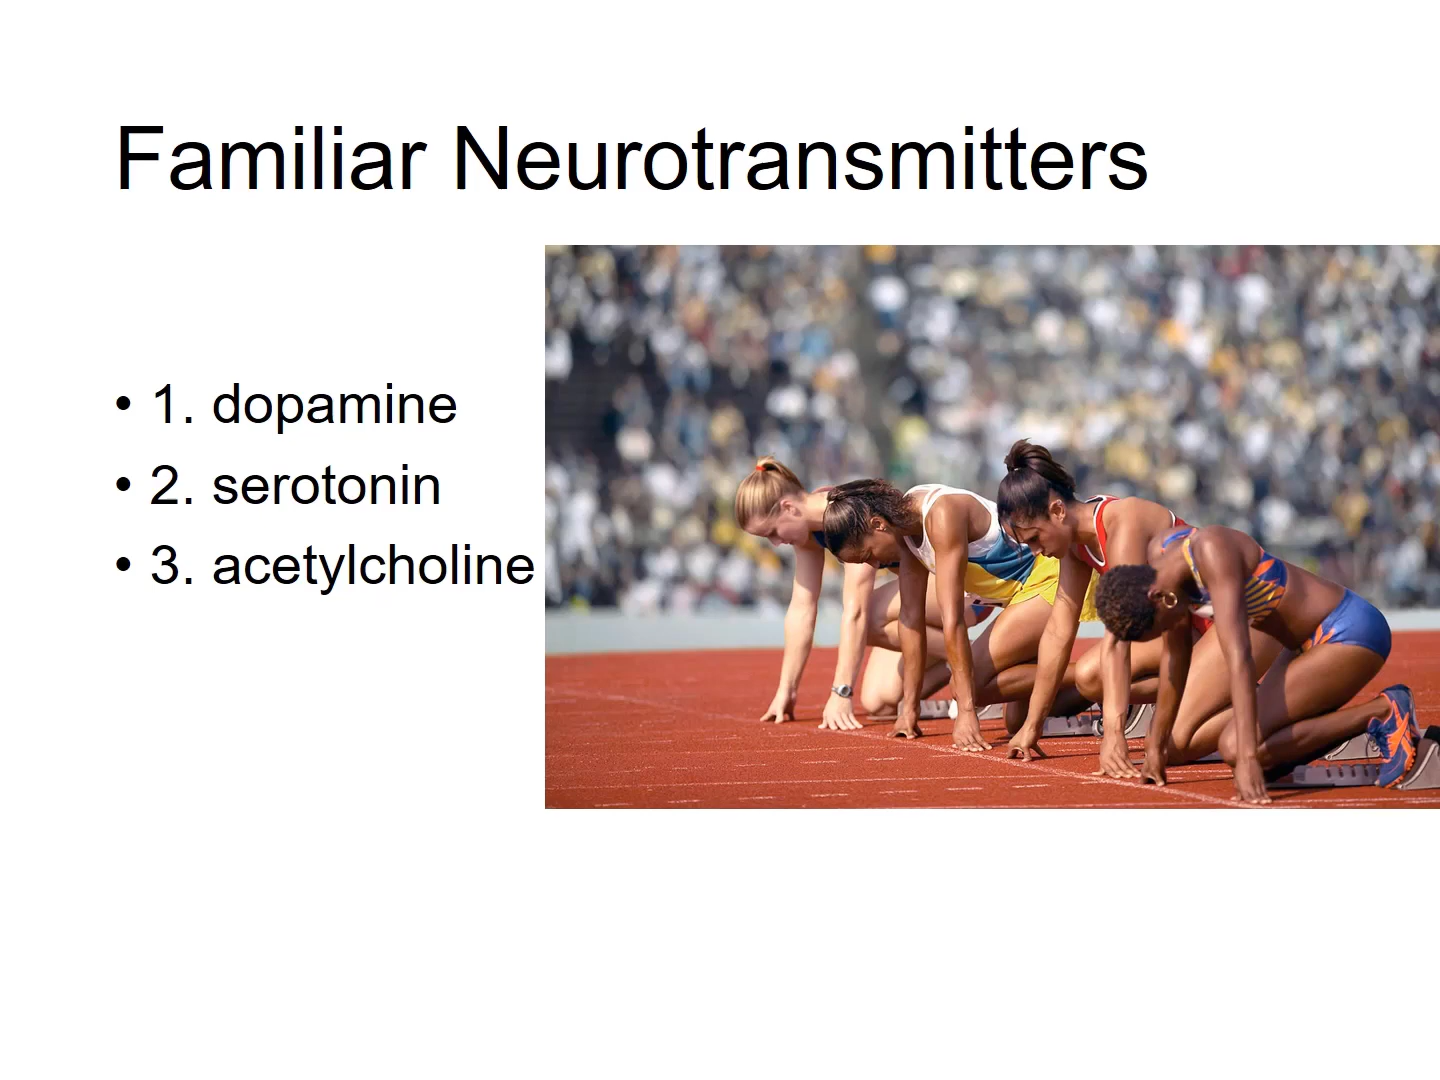 Familiar Neurotransmitters
• 1. dopamine
• 2. serotonin
• 3. acetylcholine